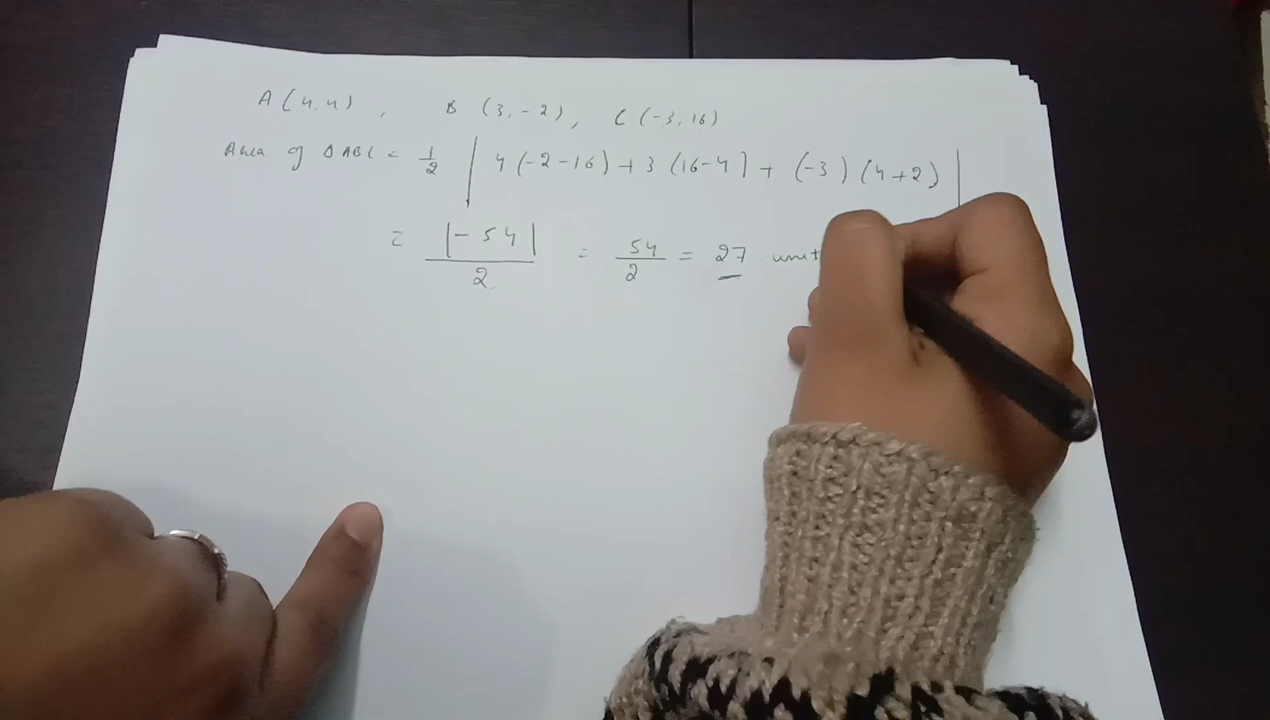 A(4,4), B (3,-2), C(-3,16)
Area of ΔABC = 1/2 | 4(-2-16) + 3 (16-4) + (-3) (4+2) |
= |-54|/2 = 54/2 = 27 unit